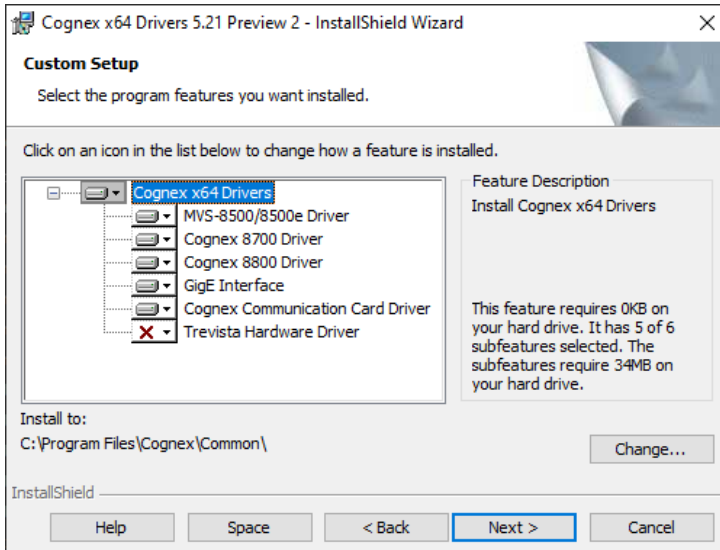 Cognex x64 Drivers 5.21 Preview 2 - InstallShield Wizard
Custom Setup
Select the program features you want installed.
Click on an icon in the list below to change how a feature is installed.
Cognex x64 Drivers
MVS-8500/8500e Driver
Cognex 8700 Driver
Cognex 8800 Driver
GigE Interface
Cognex Communication Card Driver
Trevista Hardware Driver
Feature Description
Install Cognex x64 Drivers
This feature requires 0KB on
your hard drive. It has 5 of 6
subfeatures selected. The
subfeatures require 34MB on
your hard drive.
Install to:
C:\Program Files\Cognex\Common\
Change...
InstallShield
Help
Space
< Back
Next >
Cancel